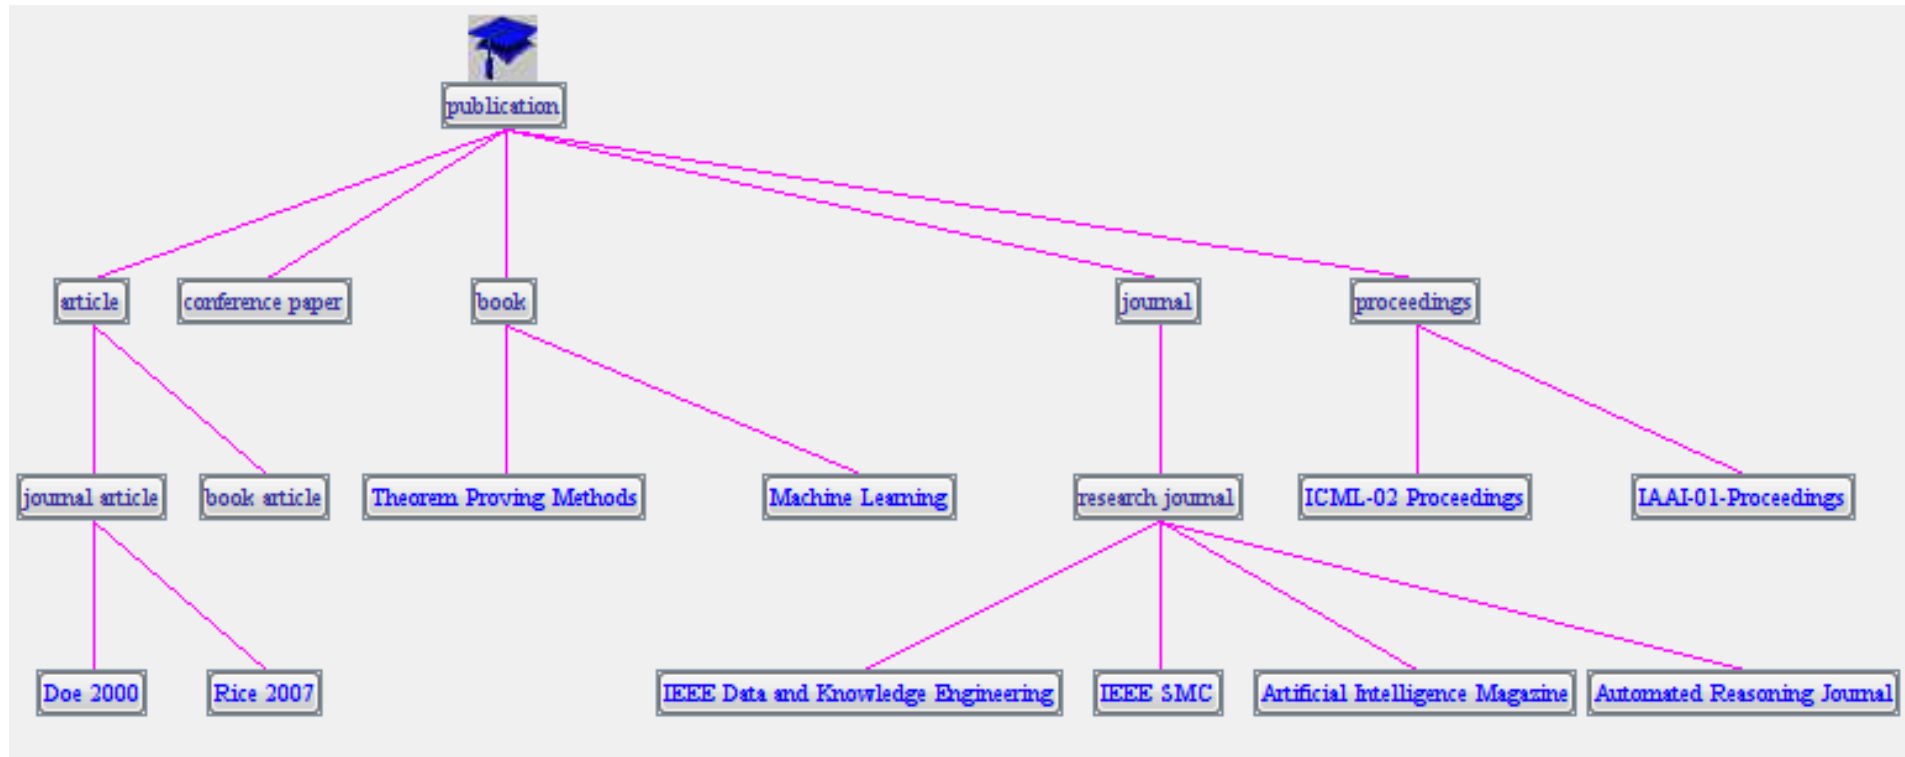 publication
article
conference paper
book
journal
proceedings
journal article
book article
Theorem Proving Methods
Machine Learning
research journal
ICML-02 Proceedings
IAAI-01-Proceedings
Doe 2000
Rice 2007
IEEE Data and Knowledge Engineering
IEEE SMC
Artificial Intelligence Magazine
Automated Reasoning Journal